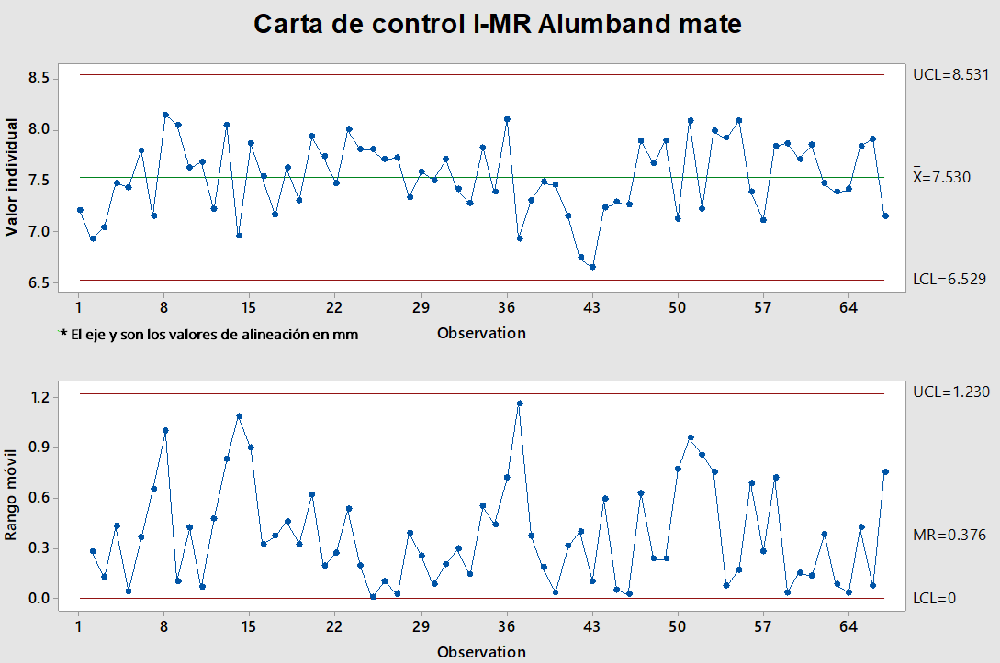 Carta de control I-MR Alumband mate
Valor individual
8.5
8.0
7.5
7.0
6.5
UCL=8.531
X̄=7.530
LCL=6.529
1 8 15 22 29 36 43 50 57 64
Observation
* El eje y son los valores de alineación en mm
Rango móvil
1.2
0.9
0.6
0.3
0.0
UCL=1.230
M̅R̅=0.376
LCL=0
1 8 15 22 29 36 43 50 57 64
Observation